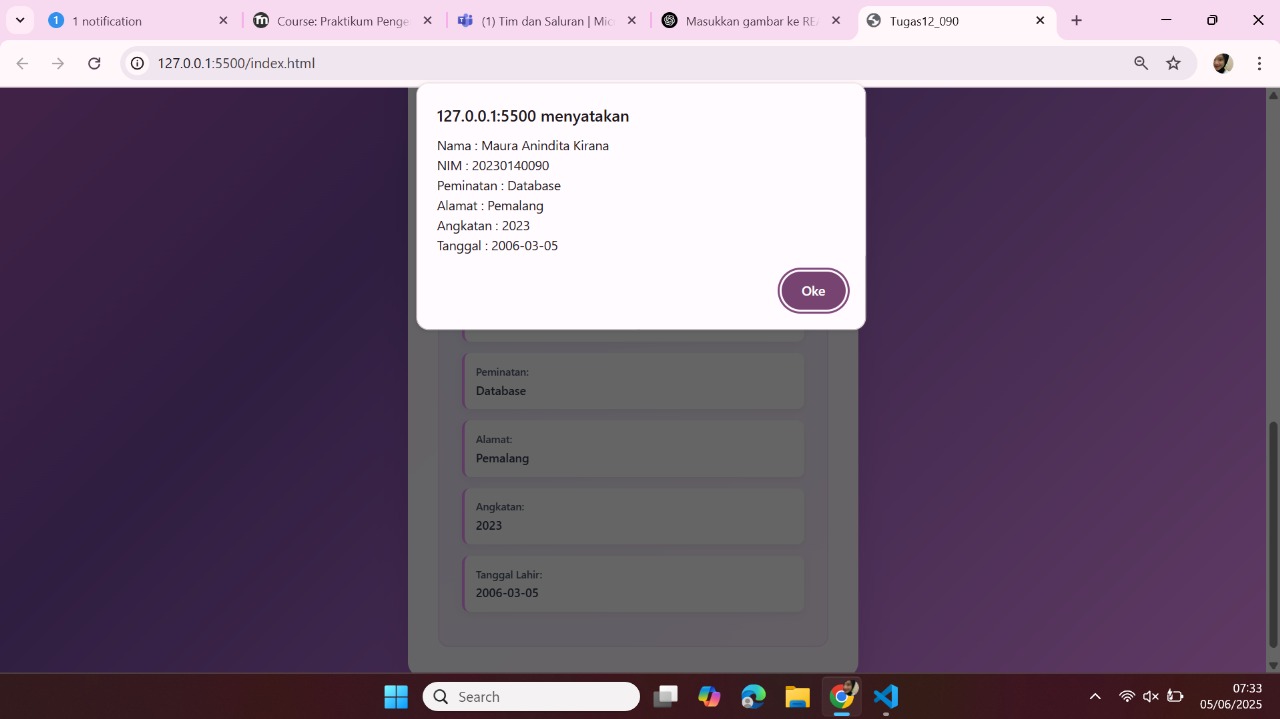 1 notification
Course: Praktikum Penge
(1) Tim dan Saluran | Mic
Masukkan gambar ke REA
Tugas12_090
127.0.0.1:5500/index.html
127.0.0.1:5500 menyatakan
Nama : Maura Anindita Kirana
NIM : 20230140090
Peminatan : Database
Alamat : Pemalang
Angkatan : 2023
Tanggal : 2006-03-05
Oke
Peminatan:
Database
Alamat:
Pemalang
Angkatan:
2023
Tanggal Lahir:
2006-03-05
Search
07:33
05/06/2025